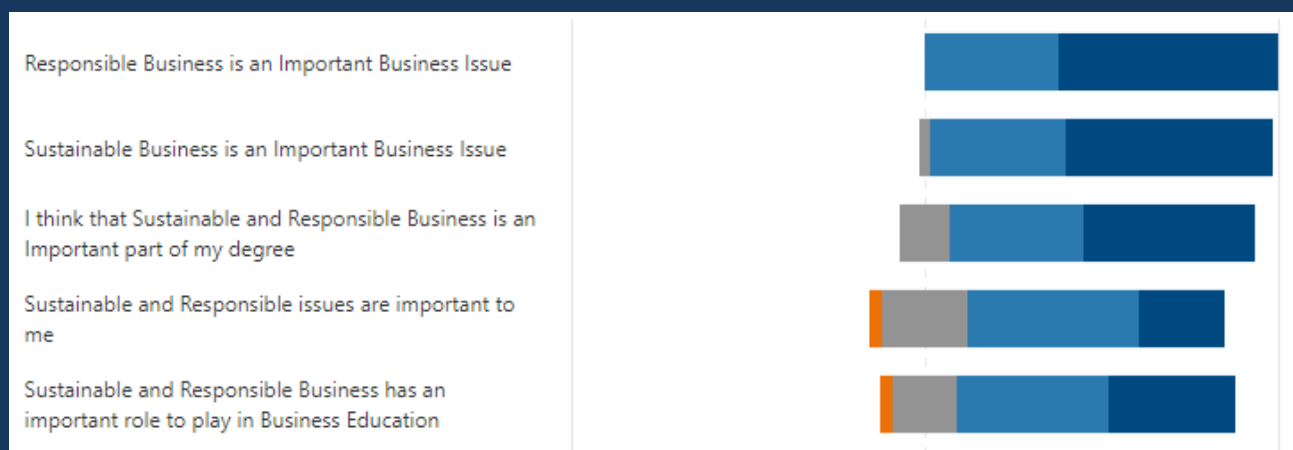 Responsible Business is an Important Business Issue
Sustainable Business is an Important Business Issue
I think that Sustainable and Responsible Business is an
Important part of my degree
Sustainable and Responsible issues are important to
me
Sustainable and Responsible Business has an
important role to play in Business Education